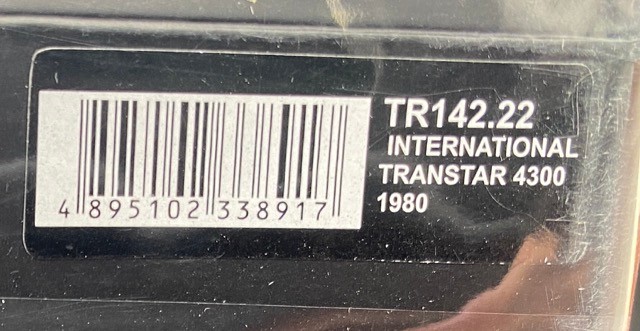 TR142.22
INTERNATIONAL
TRANSTAR 4300
1980
4 895102 338917